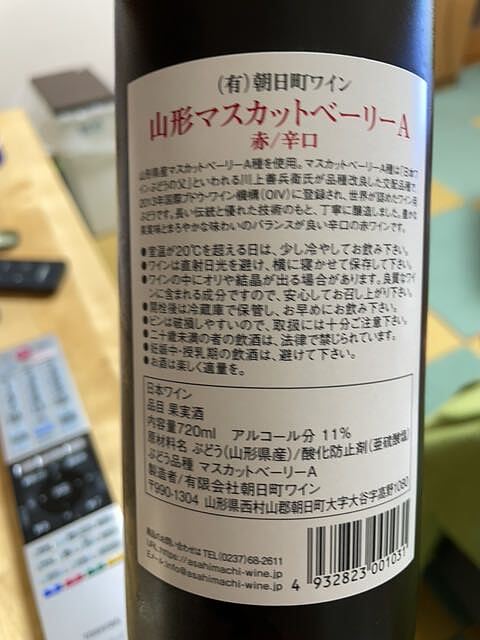 (有)朝日町ワイン
山形マスカットベーリーA
赤/辛口
山形県産マスカットベーリーA種を使用。マスカットベーリーA種は「日本ワ
インぶどうの父」といわれる川上善兵衛氏が品種改良した交配品種で、
2013年国際ブドウ・ワイン機構(OIV)に登録され、世界が認めたワイン用
ぶどうです。長い伝統と優れた技術のもと、丁寧に醸造しました。豊かな
果実味とまろやかな味わいのバランスが良い辛口の赤ワインです。
●室温が20℃を超える日は、少し冷やしてお飲み下さい。
●ワインは直射日光を避け、横に寝かせて保存して下さい。
●ワインの中にオリや結晶が出る場合があります。良質なワイ
ンに含まれる成分ですので、安心してお召し上がり下さい。
●開栓後は冷蔵庫で保管し、お早めにお飲み下さい。
●ビンは破損しやすいので、取扱には十分ご注意下さい。
●二十歳未満の者の飲酒は、法律で禁じられています。
●妊娠中・授乳期の飲酒は、避けて下さい。
●お酒は楽しく適量を。
日本ワイン
品目 果実酒
内容量720ml アルコール分 11%
原材料名 ぶどう(山形県産)/酸化防止剤(亜硫酸塩)
ぶどう品種 マスカットベーリーA
製造者/有限会社朝日町ワイン
〒990-1304 山形県西村山郡朝日町大字大谷字高野1080
商品のお問い合わせは TEL(0237)68-2611
URL:https://asahimachi-wine.jp
Eメール info@asahimachi-wine.jp
4 932823 001031